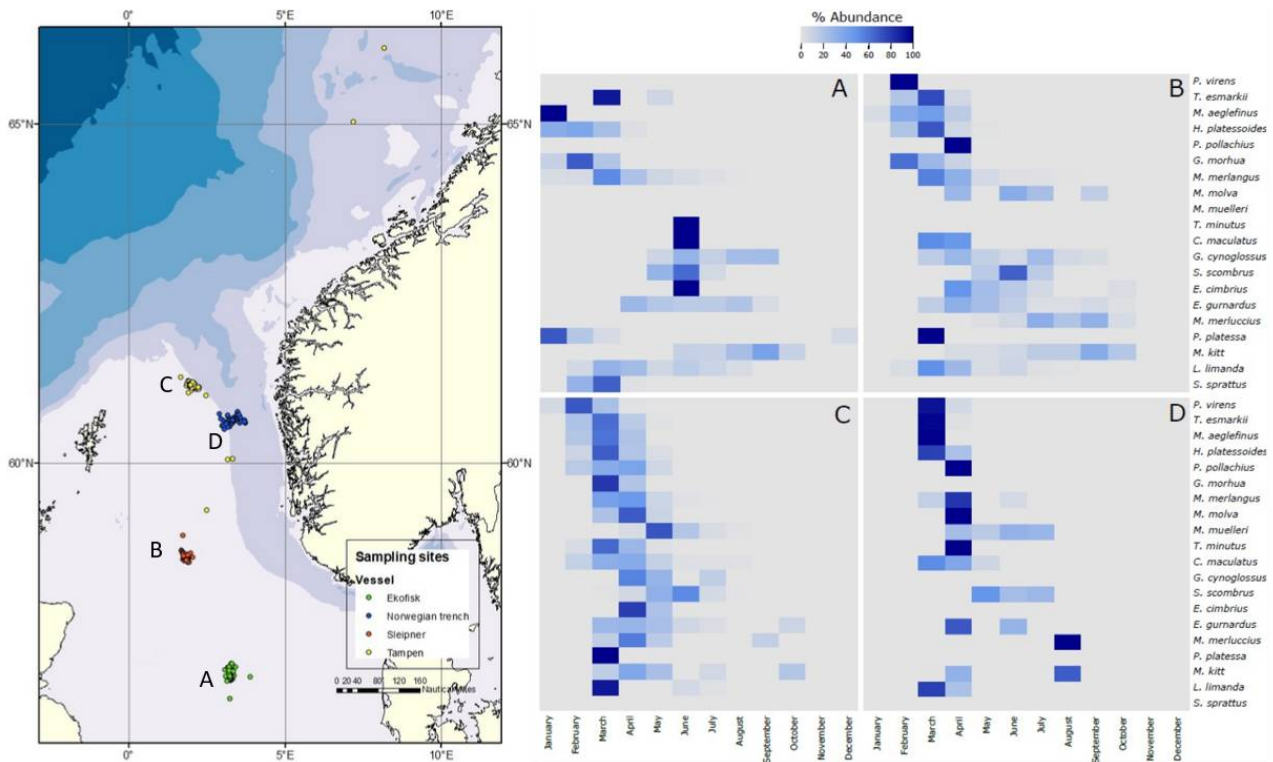 0°
5°E
10°E
65°N
60°N
C
D
B
A
Sampling sites
Vessel
Ekofisk
Norwegian trench
Sleipner
Tampen
0 20 40 80 120 160
Nautical Miles
0°
5°E
10°E
% Abundance
0 20 40 60 80 100
A
B
P. virens
T. esmarkii
M. aeglefinus
H. platessoides
P. pollachius
G. morhua
M. merlangus
M. molva
M. muelleri
T. minutus
C. maculatus
G. cynoglossus
S. scombrus
E. cimbrius
E. gurnardus
M. merluccius
P. platessa
M. kitt
L. limanda
S. sprattus
C
D
P. virens
T. esmarkii
M. aeglefinus
H. platessoides
P. pollachius
G. morhua
M. merlangus
M. molva
M. muelleri
T. minutus
C. maculatus
G. cynoglossus
S. scombrus
E. cimbrius
E. gurnardus
M. merluccius
P. platessa
M. kitt
L. limanda
S. sprattus
January February March April May June July August September October November December
January February March April May June July August September October November December